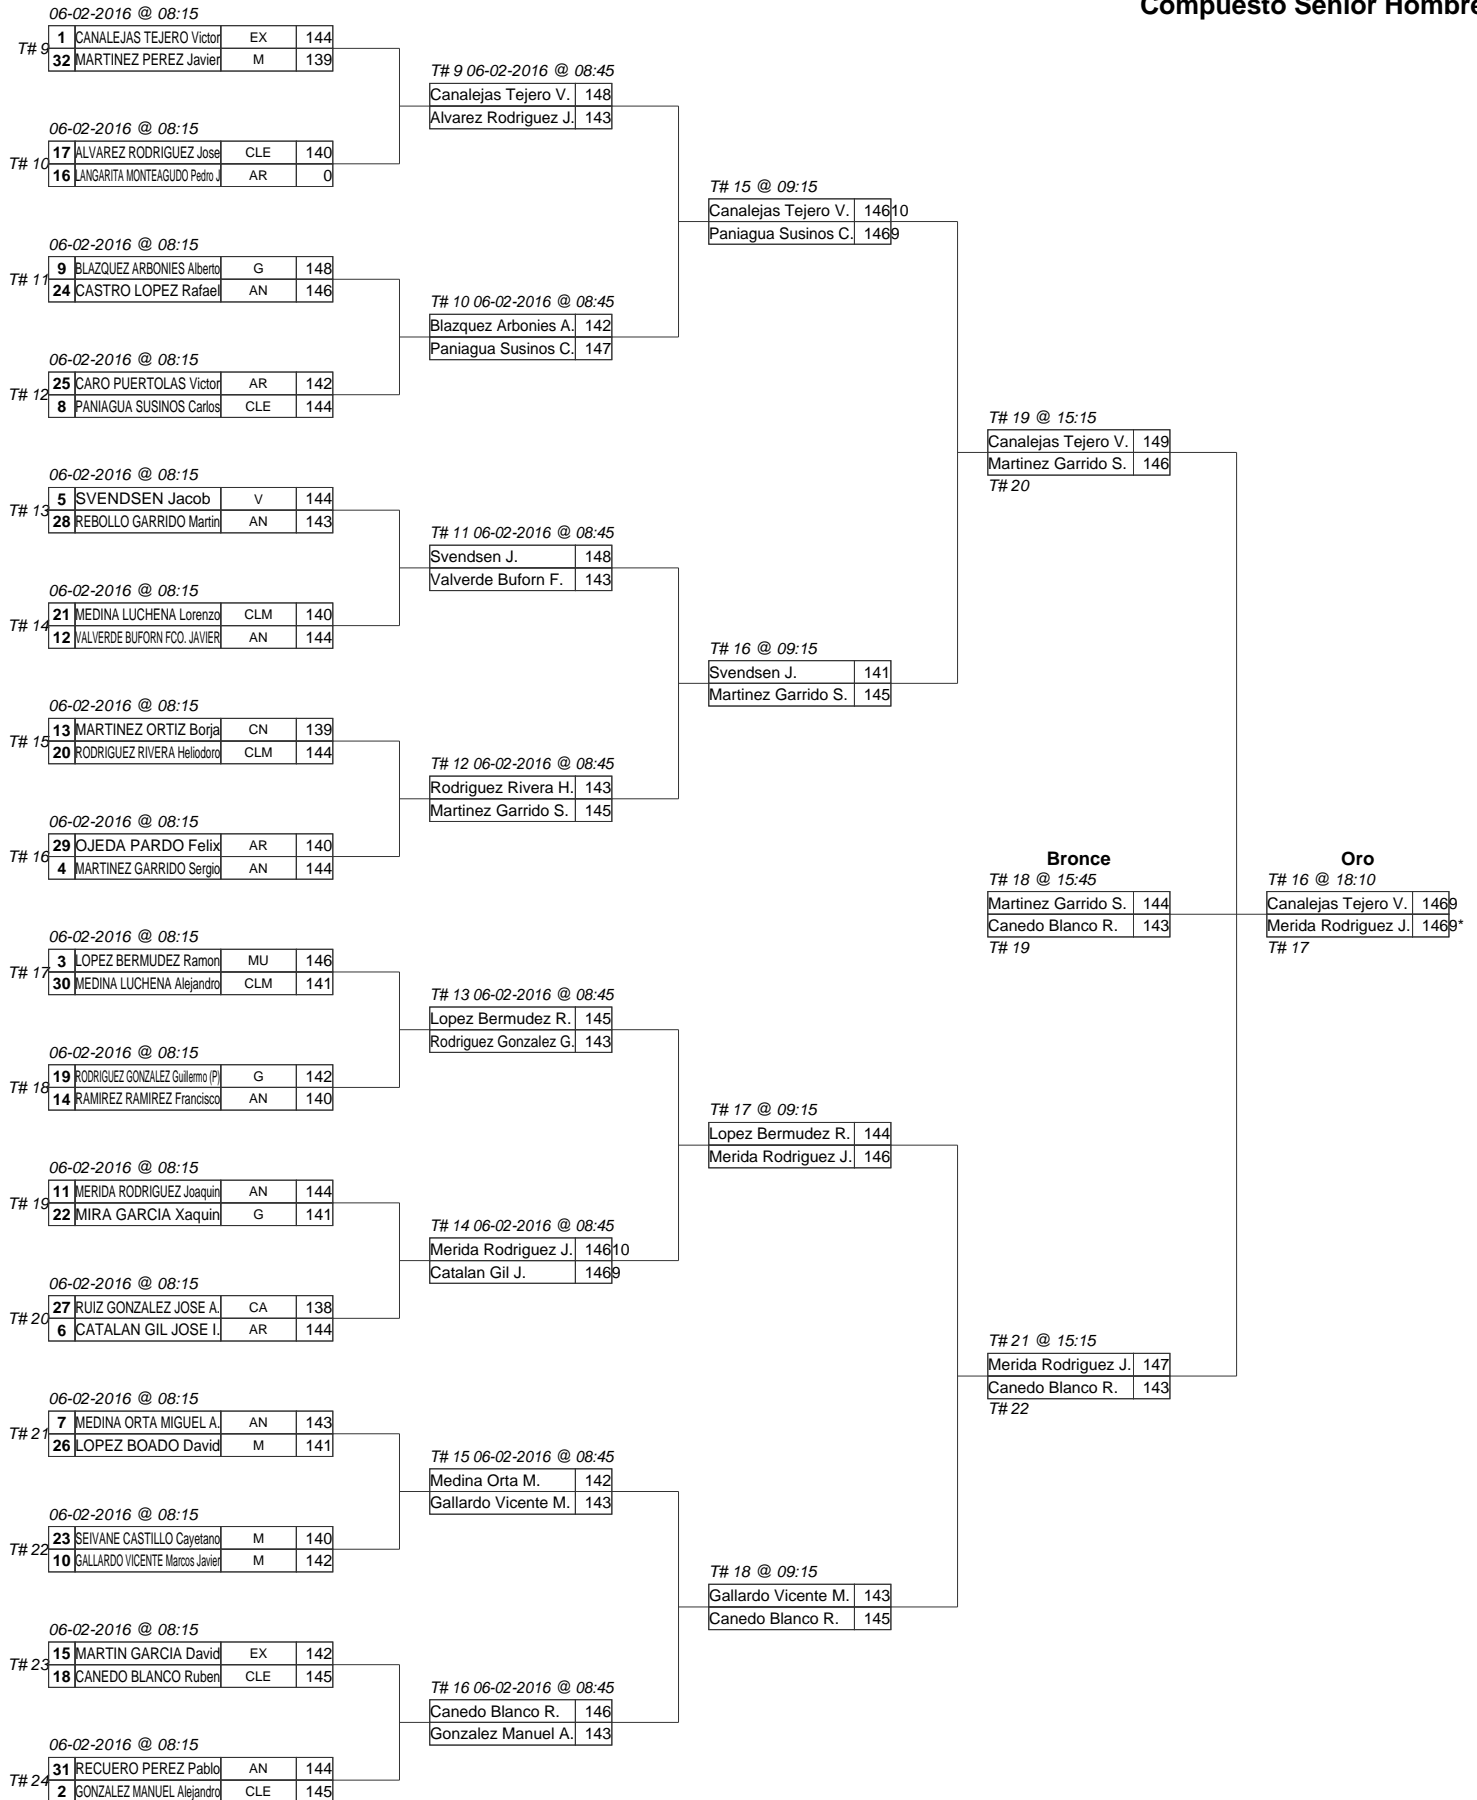 Compuesto Senior Hombre
06-02-2016 @ 08:15
T# 9
1 CANALEJAS TEJERO Victor EX 144
32 MARTINEZ PEREZ Javier M 139
06-02-2016 @ 08:15
T# 10
17 ALVAREZ RODRIGUEZ Jose CLE 140
16 LANGARITA MONTEAGUDO Pedro J AR 0
06-02-2016 @ 08:15
T# 11
9 BLAZQUEZ ARBONIES Alberto G 148
24 CASTRO LOPEZ Rafael AN 146
06-02-2016 @ 08:15
T# 12
25 CARO PUERTOLAS Victor AR 142
8 PANIAGUA SUSINOS Carlos CLE 144
06-02-2016 @ 08:15
T# 13
5 SVENDSEN Jacob V 144
28 REBOLLO GARRIDO Martin AN 143
06-02-2016 @ 08:15
T# 14
21 MEDINA LUCHENA Lorenzo CLM 140
12 VALVERDE BUFORN FCO. JAVIER AN 144
06-02-2016 @ 08:15
T# 15
13 MARTINEZ ORTIZ Borja CN 139
20 RODRIGUEZ RIVERA Heliodoro CLM 144
06-02-2016 @ 08:15
T# 16
29 OJEDA PARDO Felix AR 140
4 MARTINEZ GARRIDO Sergio AN 144
06-02-2016 @ 08:15
T# 17
3 LOPEZ BERMUDEZ Ramon MU 146
30 MEDINA LUCHENA Alejandro CLM 141
06-02-2016 @ 08:15
T# 18
19 RODRIGUEZ GONZALEZ Guillermo (P) G 142
14 RAMIREZ RAMIREZ Francisco AN 140
06-02-2016 @ 08:15
T# 19
11 MERIDA RODRIGUEZ Joaquin AN 144
22 MIRA GARCIA Xaquin G 141
06-02-2016 @ 08:15
T# 20
27 RUIZ GONZALEZ JOSE A. CA 138
6 CATALAN GIL JOSE I. AR 144
06-02-2016 @ 08:15
T# 21
7 MEDINA ORTA MIGUEL A. AN 143
26 LOPEZ BOADO David M 141
06-02-2016 @ 08:15
T# 22
23 SEIVANE CASTILLO Cayetano M 140
10 GALLARDO VICENTE Marcos Javier M 142
06-02-2016 @ 08:15
T# 23
15 MARTIN GARCIA David EX 142
18 CANEDO BLANCO Ruben CLE 145
06-02-2016 @ 08:15
T# 24
31 RECUERO PEREZ Pablo AN 144
2 GONZALEZ MANUEL Alejandro CLE 145
T# 9 06-02-2016 @ 08:45
Canalejas Tejero V. 148
Alvarez Rodriguez J. 143
T# 10 06-02-2016 @ 08:45
Blazquez Arbonies A. 142
Paniagua Susinos C. 147
T# 11 06-02-2016 @ 08:45
Svendsen J. 148
Valverde Buforn F. 143
T# 12 06-02-2016 @ 08:45
Rodriguez Rivera H. 143
Martinez Garrido S. 145
T# 13 06-02-2016 @ 08:45
Lopez Bermudez R. 145
Rodriguez Gonzalez G. 143
T# 14 06-02-2016 @ 08:45
Merida Rodriguez J. 146 10
Catalan Gil J. 146 9
T# 15 06-02-2016 @ 08:45
Medina Orta M. 142
Gallardo Vicente M. 143
T# 16 06-02-2016 @ 08:45
Canedo Blanco R. 146
Gonzalez Manuel A. 143
T# 15 @ 09:15
Canalejas Tejero V. 146 10
Paniagua Susinos C. 146 9
T# 16 @ 09:15
Svendsen J. 141
Martinez Garrido S. 145
T# 17 @ 09:15
Lopez Bermudez R. 144
Merida Rodriguez J. 146
T# 18 @ 09:15
Gallardo Vicente M. 143
Canedo Blanco R. 145
T# 19 @ 15:15
Canalejas Tejero V. 149
Martinez Garrido S. 146
T# 20
Bronce
T# 18 @ 15:45
Martinez Garrido S. 144
Canedo Blanco R. 143
T# 19
T# 21 @ 15:15
Merida Rodriguez J. 147
Canedo Blanco R. 143
T# 22
Oro
T# 16 @ 18:10
Canalejas Tejero V. 146 9
Merida Rodriguez J. 146 9*
T# 17